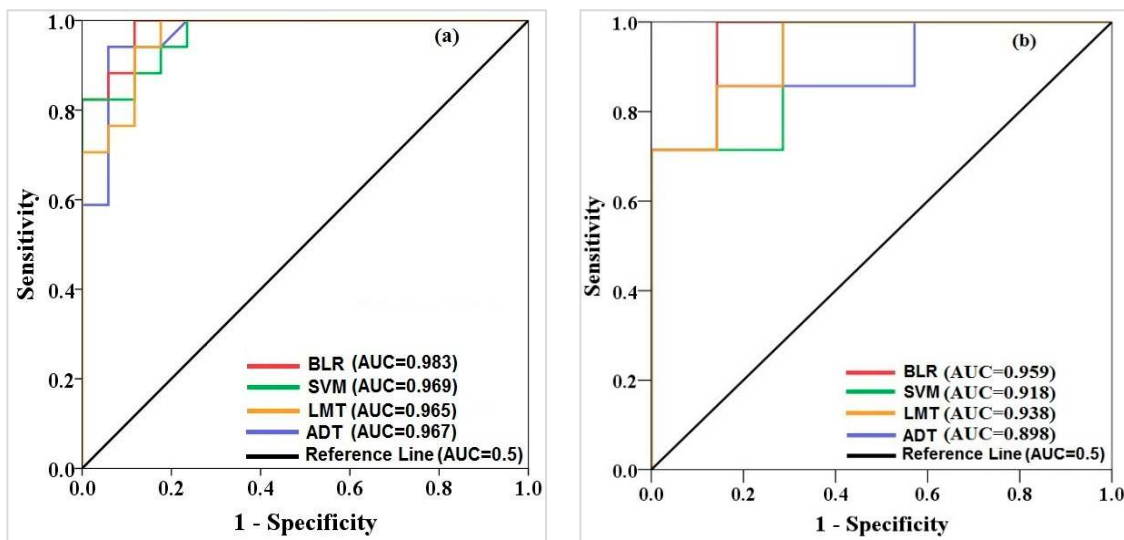 (a)
Sensitivity
1.0
0.8
0.6
0.4
0.2
0.0
BLR (AUC=0.983)
SVM (AUC=0.969)
LMT (AUC=0.965)
ADT (AUC=0.967)
Reference Line (AUC=0.5)
0.0 0.2 0.4 0.6 0.8 1.0
1 - Specificity
(b)
Sensitivity
1.0
0.8
0.6
0.4
0.2
0.0
BLR (AUC=0.959)
SVM (AUC=0.918)
LMT (AUC=0.938)
ADT (AUC=0.898)
Reference Line (AUC=0.5)
0.0 0.2 0.4 0.6 0.8 1.0
1 - Specificity